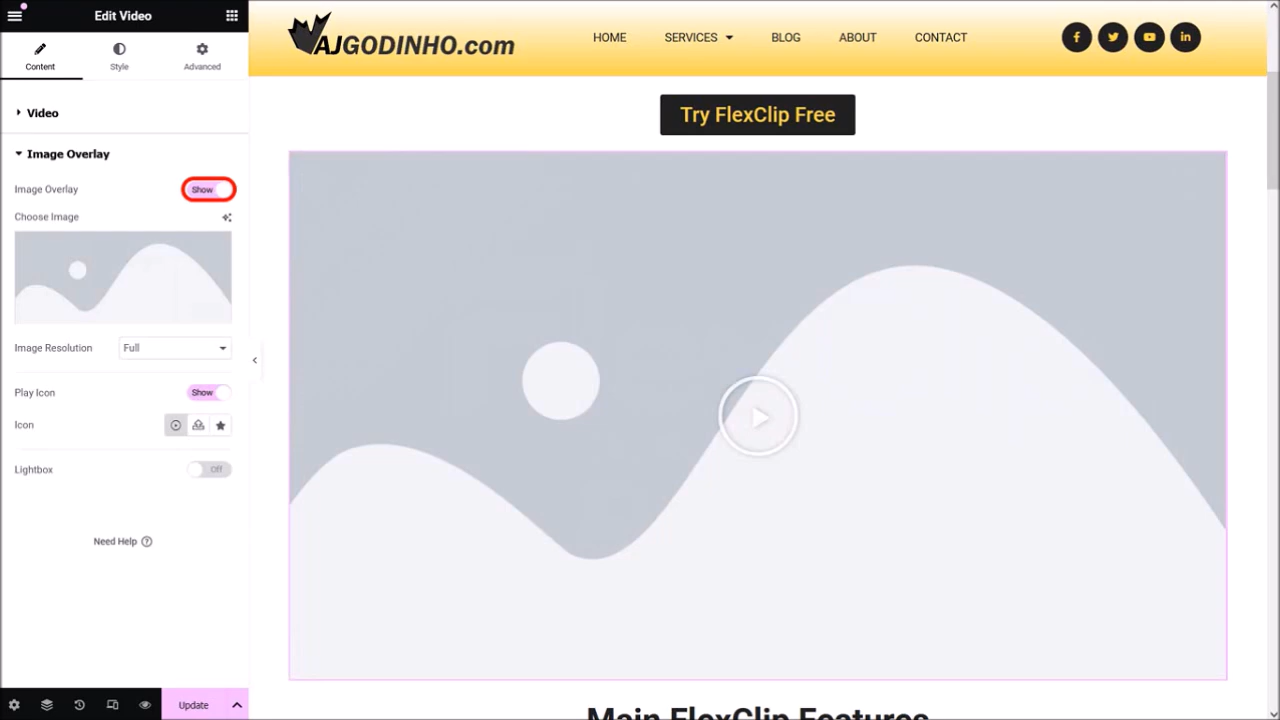 Edit Video
Content
Style
Advanced
Video
Image Overlay
Image Overlay
Show
Choose Image
Image Resolution
Full
Play Icon
Show
Icon
Lightbox
Off
Need Help
Update
AJGODINHO.com
HOME
SERVICES
BLOG
ABOUT
CONTACT
Try FlexClip Free
Main FlexClip Features